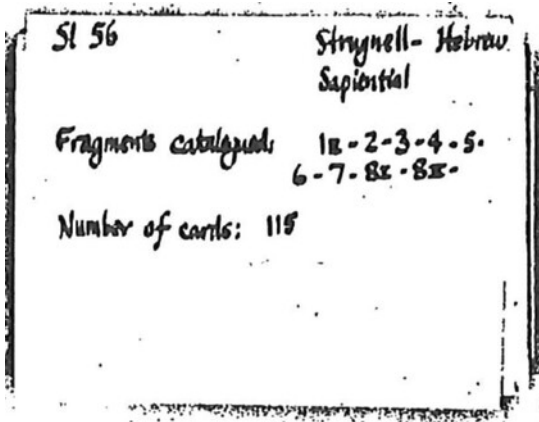 Sl 56 Strugnell - Hebrew
Sapiential
Fragments catalogued: 1II - 2 - 3 - 4 - 5 -
6 - 7 - 8I - 8II -
Number of cards: 115